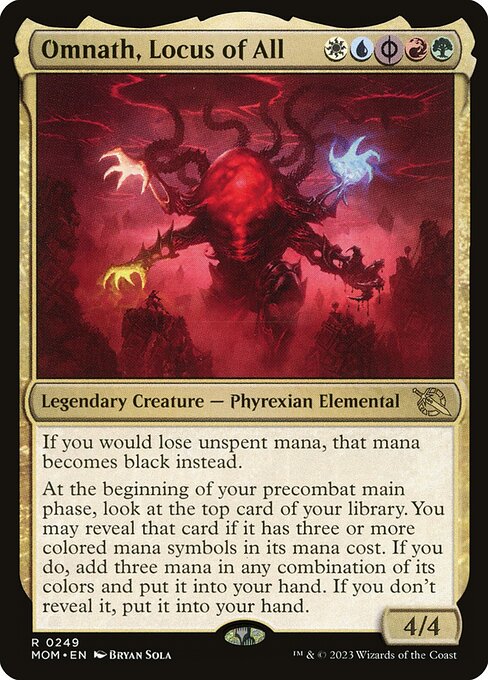 Omnath, Locus of All
Legendary Creature — Phyrexian Elemental
If you would lose unspent mana, that mana
becomes black instead.
At the beginning of your precombat main
phase, look at the top card of your library. You
may reveal that card if it has three or more
colored mana symbols in its mana cost. If you
do, add three mana in any combination of its
colors and put it into your hand. If you don't
reveal it, put it into your hand.
4/4
R 0249
MOM • EN BRYAN SOLA
™ & © 2023 Wizards of the Coast